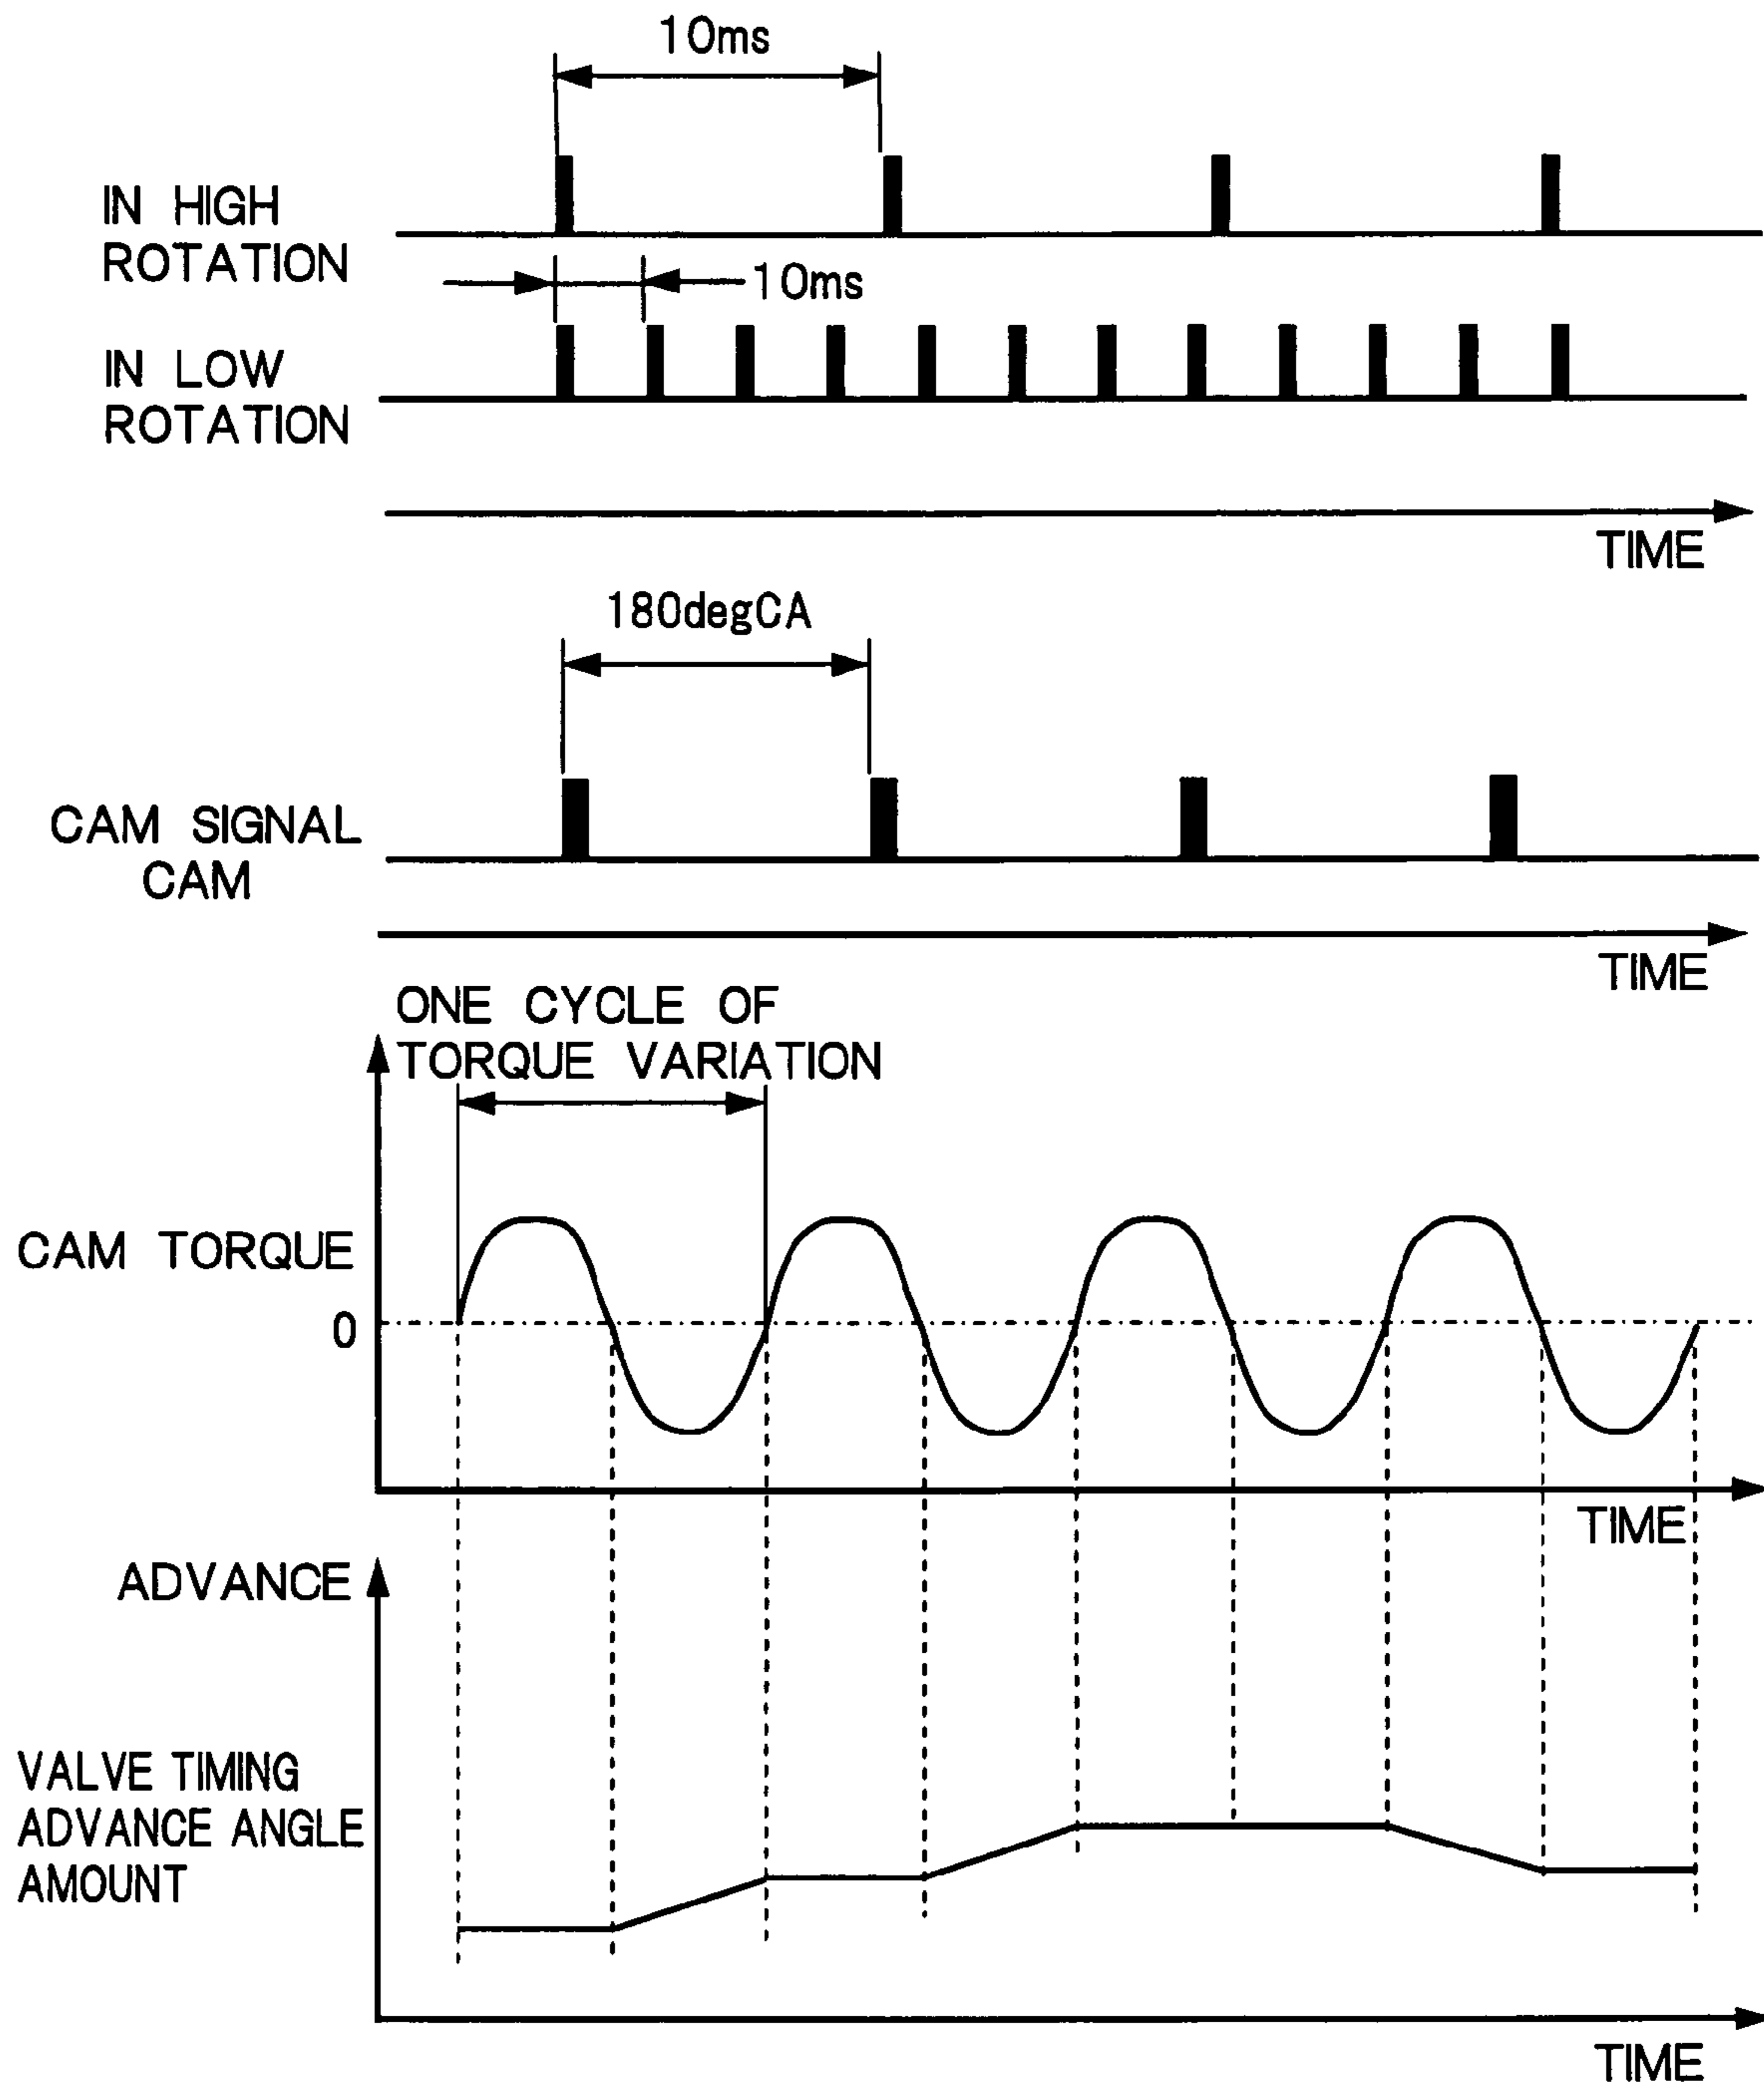 10ms
IN HIGH
ROTATION
10ms
IN LOW
ROTATION
TIME
180degCA
CAM SIGNAL
CAM
TIME
ONE CYCLE OF
TORQUE VARIATION
CAM TORQUE
0
TIME
ADVANCE
VALVE TIMING
ADVANCE ANGLE
AMOUNT
TIME